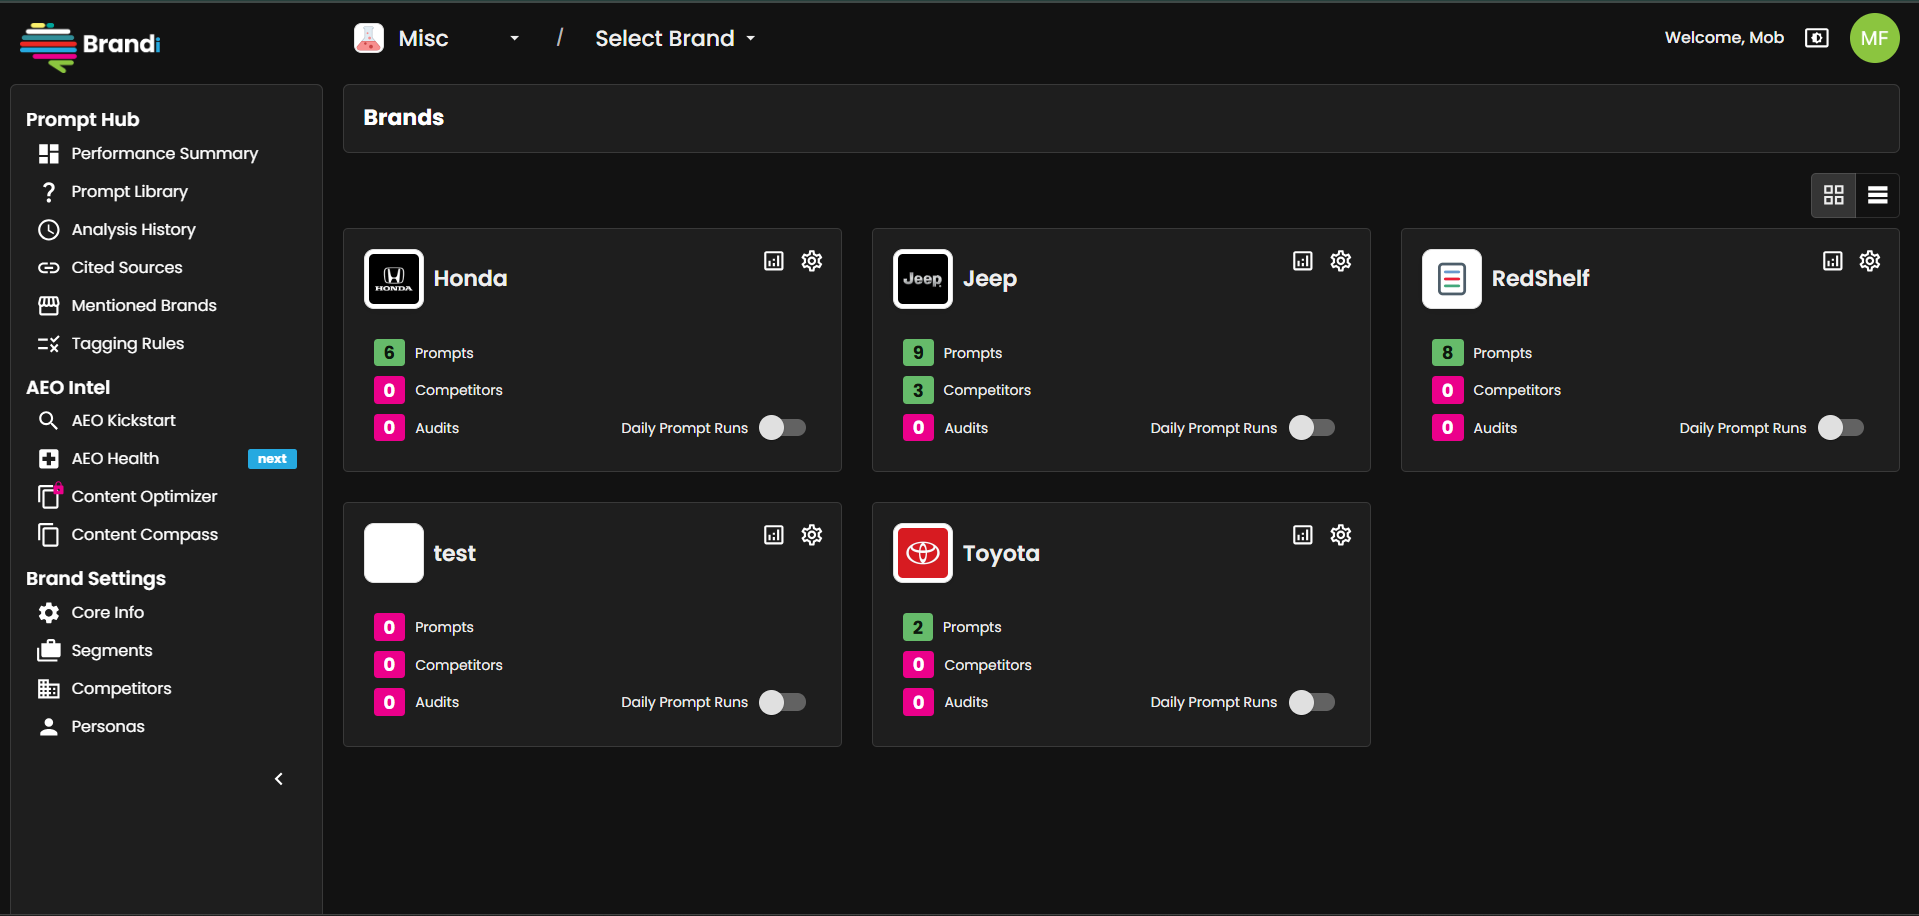 Brandi
Misc / Select Brand
Welcome, Mob
MF
Prompt Hub
Performance Summary
Prompt Library
Analysis History
Cited Sources
Mentioned Brands
Tagging Rules
AEO Intel
AEO Kickstart
AEO Health next
Content Optimizer
Content Compass
Brand Settings
Core Info
Segments
Competitors
Personas
Brands
HONDA
Honda
6 Prompts
0 Competitors
0 Audits
Daily Prompt Runs
Jeep
Jeep
9 Prompts
3 Competitors
0 Audits
Daily Prompt Runs
RedShelf
8 Prompts
0 Competitors
0 Audits
Daily Prompt Runs
test
0 Prompts
0 Competitors
0 Audits
Daily Prompt Runs
Toyota
2 Prompts
0 Competitors
0 Audits
Daily Prompt Runs